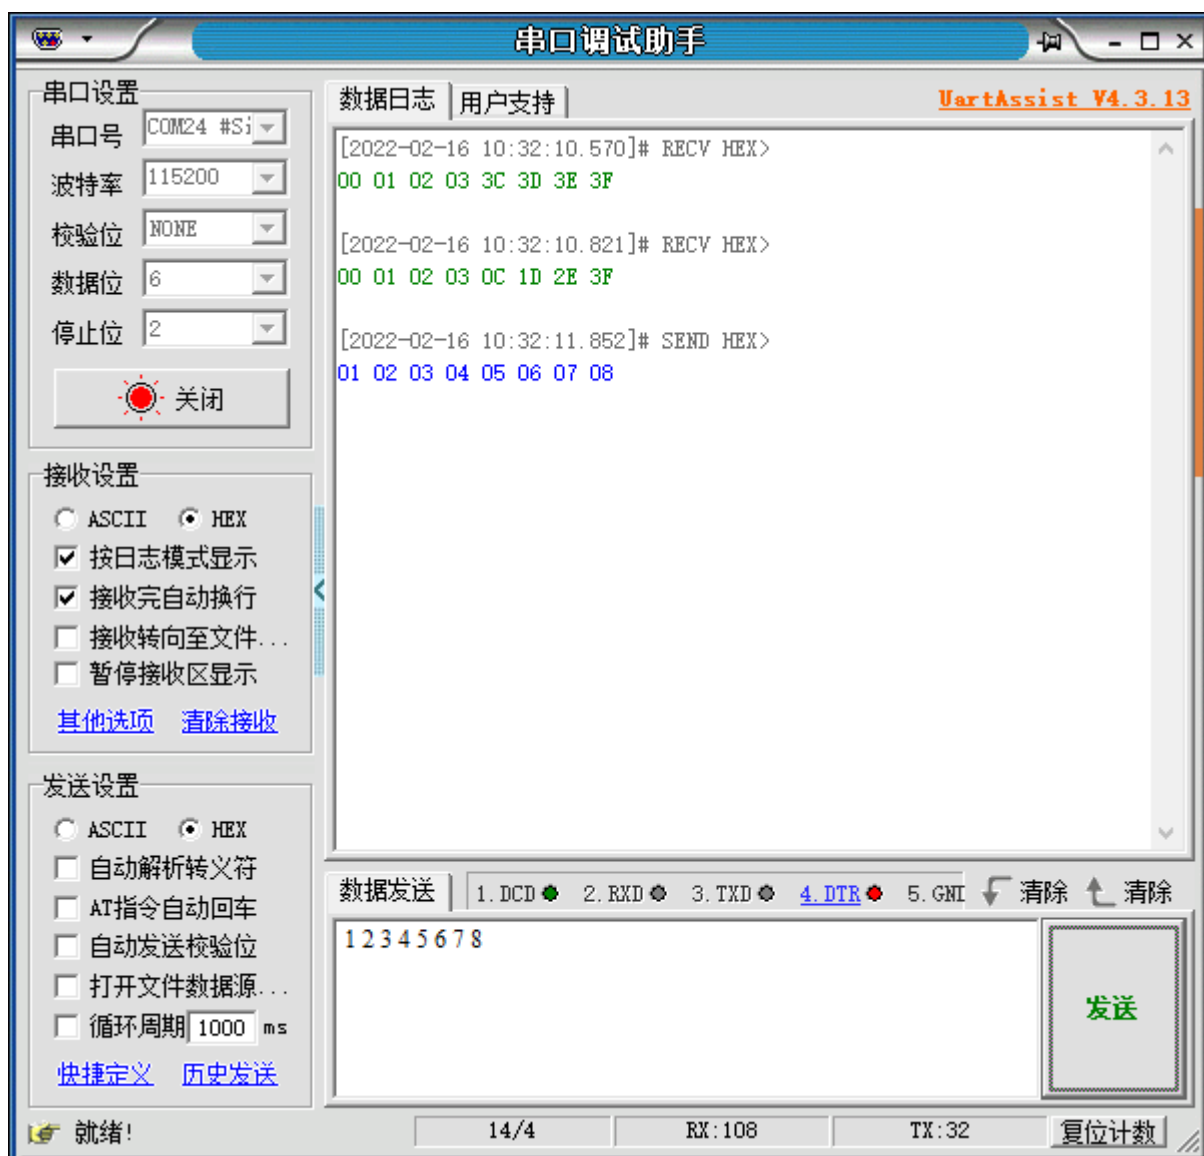 串口调试助手
串口设置
串口号 COM24 #Si
波特率 115200
校验位 NONE
数据位 6
停止位 2
关闭
接收设置
ASCII HEX
按日志模式显示
接收完自动换行
接收转向至文件...
暂停接收区显示
其他选项 清除接收
发送设置
ASCII HEX
自动解析转义符
AT指令自动回车
自动发送校验位
打开文件数据源...
循环周期 1000 ms
快捷定义 历史发送
数据日志 用户支持 UartAssist V4.3.13
[2022-02-16 10:32:10.570]# RECV HEX>
00 01 02 03 3C 3D 3E 3F
[2022-02-16 10:32:10.821]# RECV HEX>
00 01 02 03 0C 1D 2E 3F
[2022-02-16 10:32:11.852]# SEND HEX>
01 02 03 04 05 06 07 08
数据发送 1.DCD 2.RXD 3.TXD 4.DTR 5.GND 清除 清除
1 2 3 4 5 6 7 8
发送
就绪! 14/4 RX:108 TX:32 复位计数